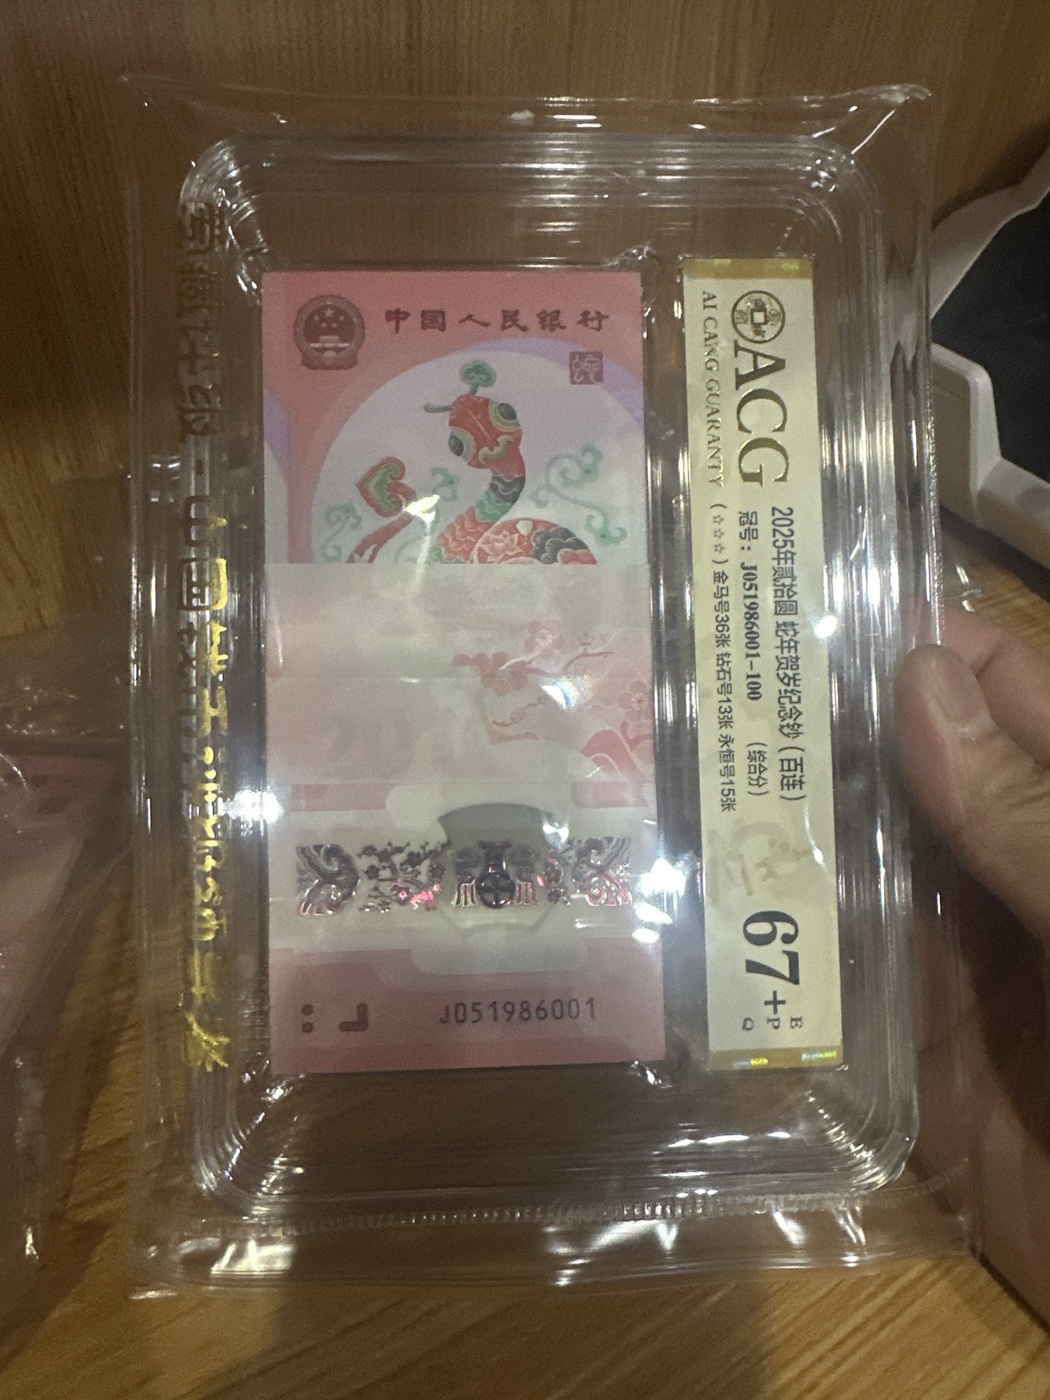 中国人民银行
J051986001
ACG
AI CANG GUARANTY
2025年贰拾圆 蛇年贺岁纪念钞（百连）
冠号：J051986001-100 （综合分）
（☆☆☆）金马号36张 钻石号13张 永恒号15张
67+
E
P
Q